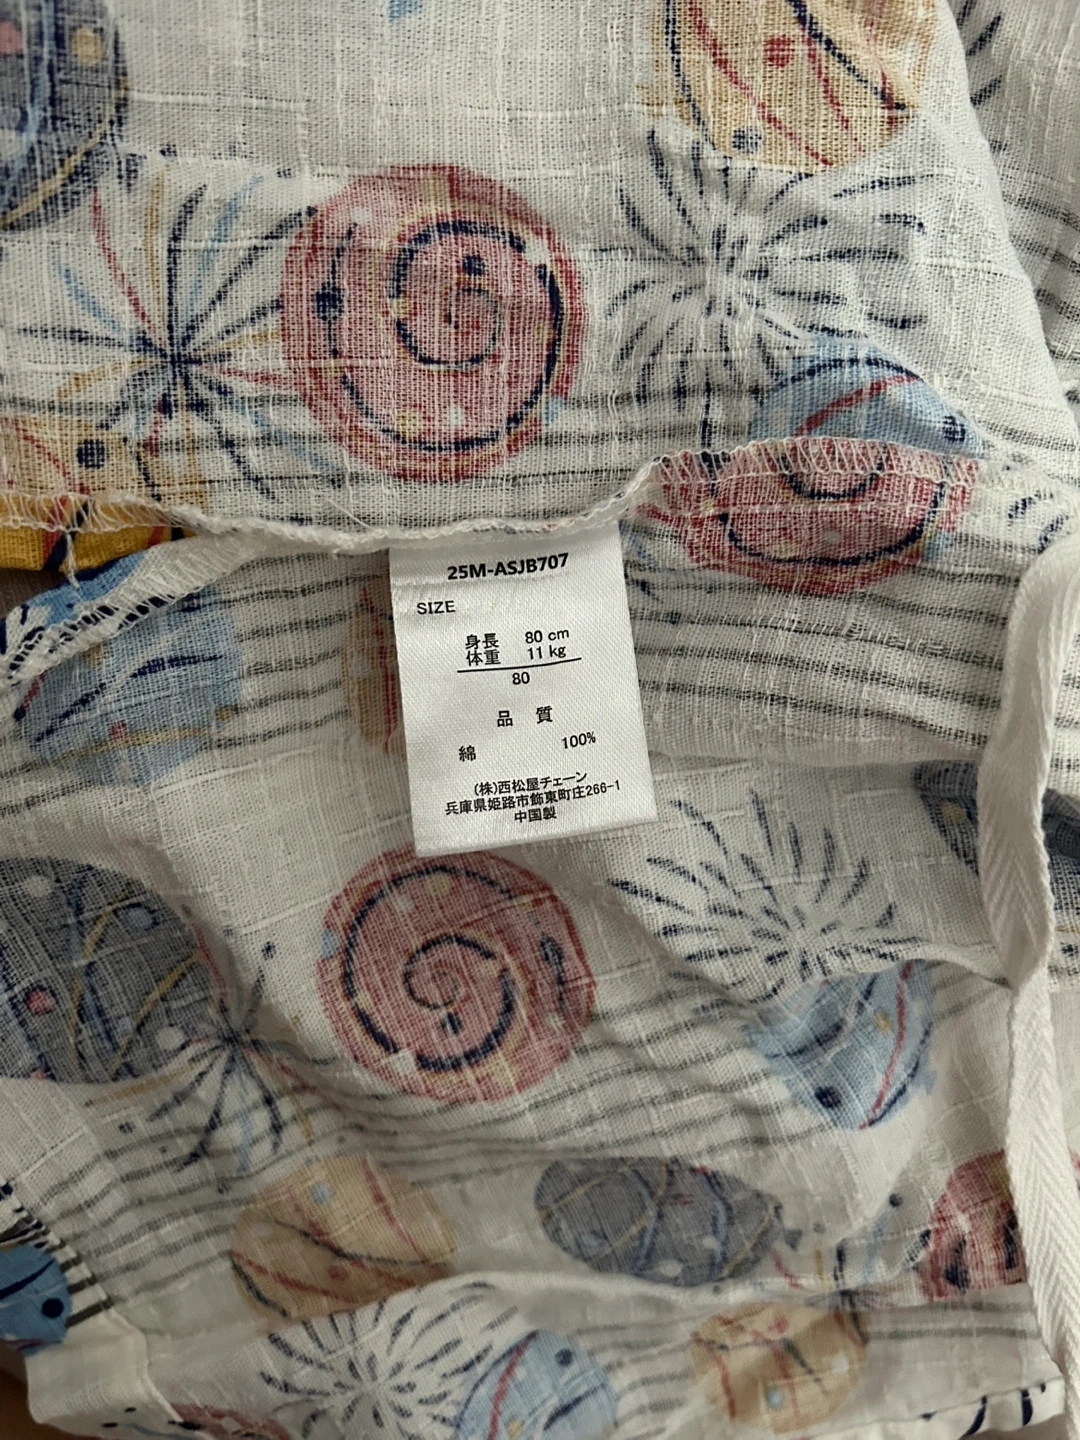 25M-ASJB707
SIZE
身長 80 cm
体重 11 kg
80
品 質
綿 100%
(株)西松屋チェーン
兵庫県姫路市飾東町庄266-1
中国製